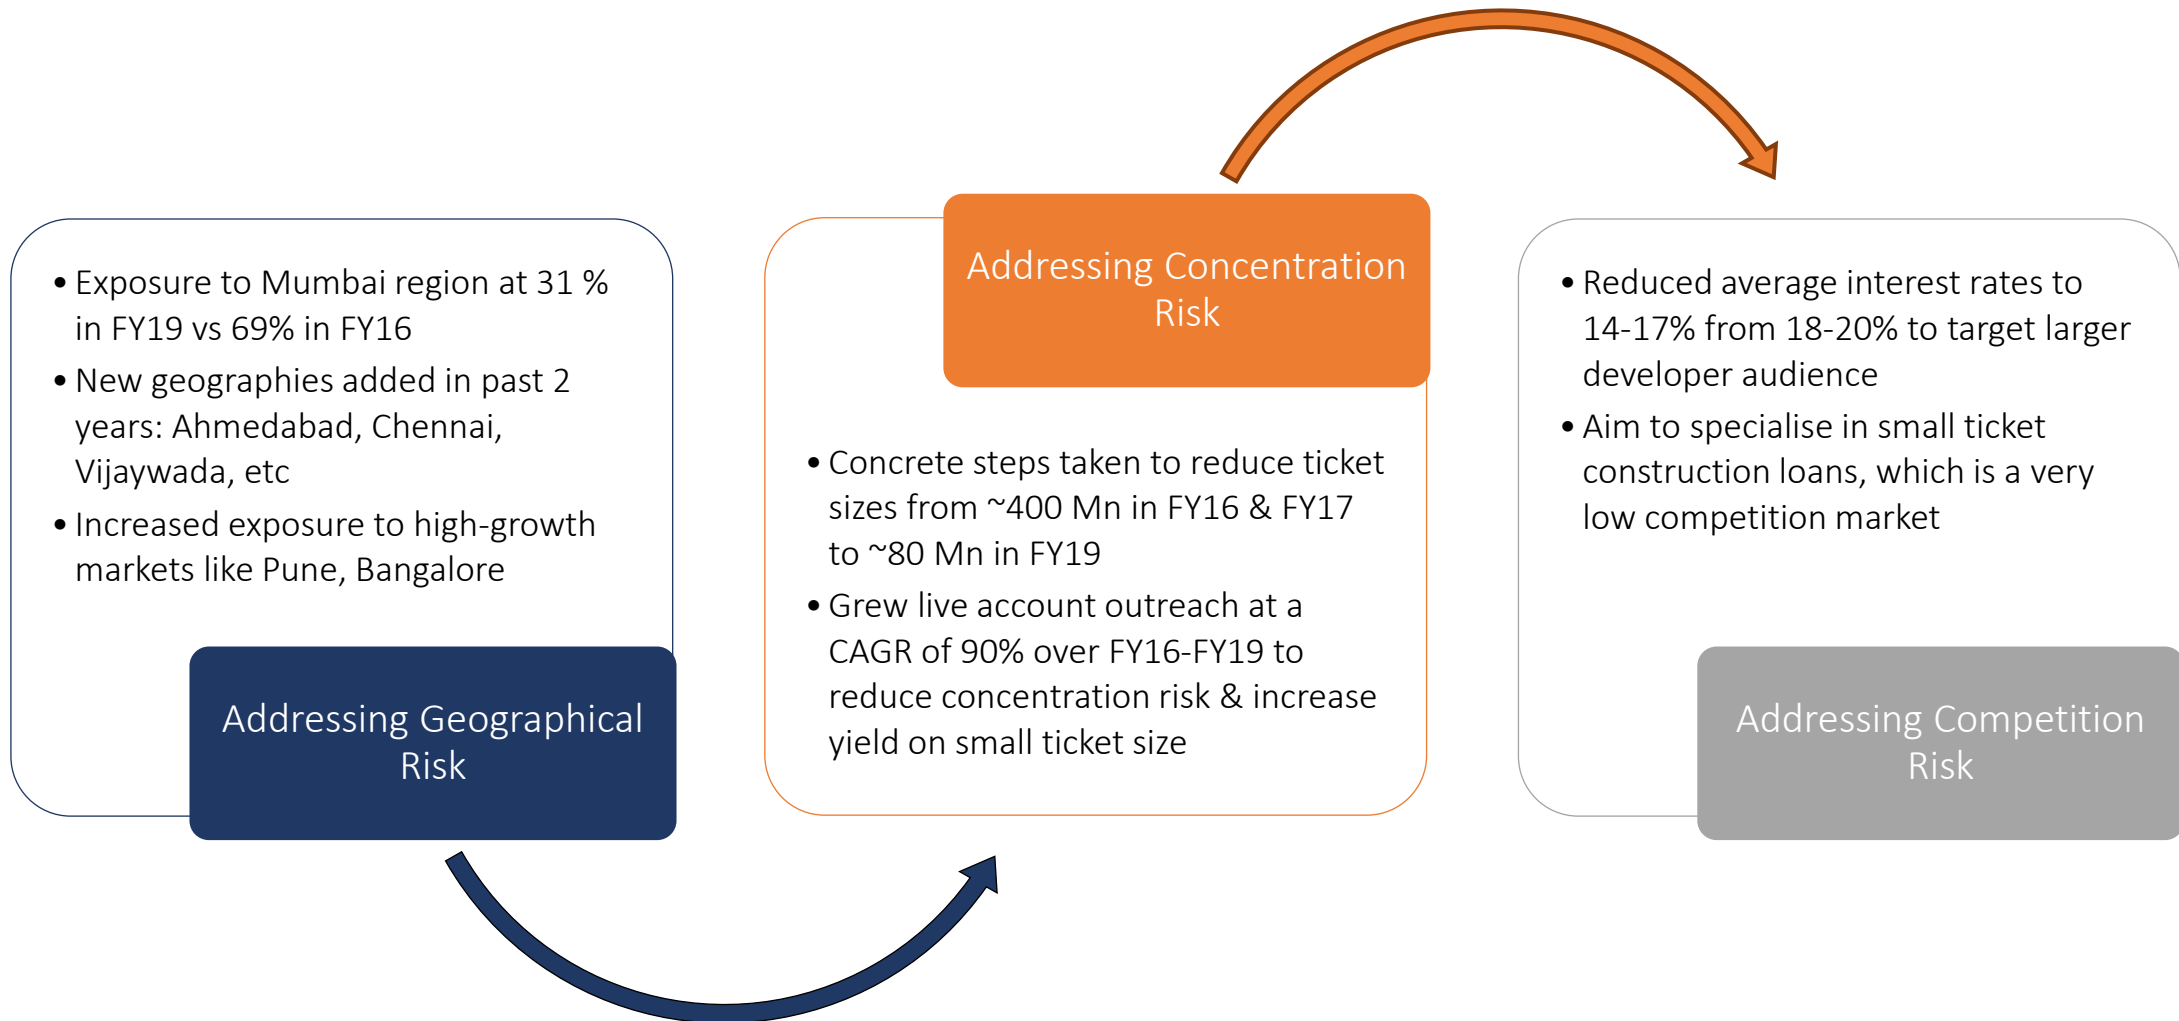 • Exposure to Mumbai region at 31 %
in FY19 vs 69% in FY16
• New geographies added in past 2
years: Ahmedabad, Chennai,
Vijaywada, etc
• Increased exposure to high-growth
markets like Pune, Bangalore
Addressing Geographical
Risk
Addressing Concentration
Risk
• Concrete steps taken to reduce ticket
sizes from ~400 Mn in FY16 & FY17
to ~80 Mn in FY19
• Grew live account outreach at a
CAGR of 90% over FY16-FY19 to
reduce concentration risk & increase
yield on small ticket size
• Reduced average interest rates to
14-17% from 18-20% to target larger
developer audience
• Aim to specialise in small ticket
construction loans, which is a very
low competition market
Addressing Competition
Risk